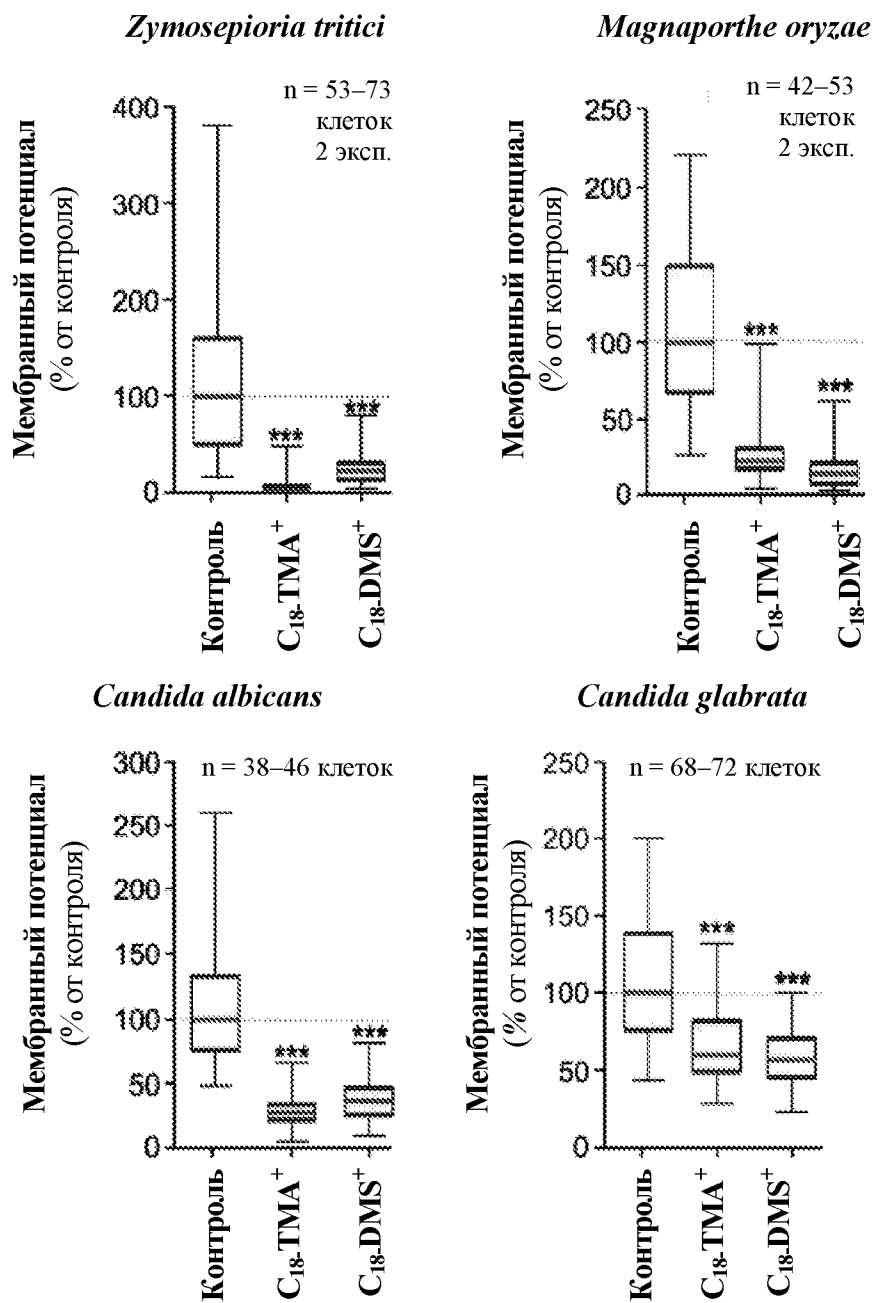 Zymosepioria tritici
n = 53–73
клеток
2 эксп.
Мембранный потенциал
(% от контроля)
400
300
200
100
0
***
***
Контроль
C18-TMA+
C18-DMS+
Magnaporthe oryzae
n = 42–53
клеток
2 эксп.
Мембранный потенциал
(% от контроля)
250
200
150
100
50
0
***
***
Контроль
C18-TMA+
C18-DMS+
Candida albicans
n = 38–46 клеток
Мембранный потенциал
(% от контроля)
300
250
200
150
100
50
0
***
***
Контроль
C18-TMA+
C18-DMS+
Candida glabrata
n = 68–72 клеток
Мембранный потенциал
(% от контроля)
250
200
150
100
50
0
***
***
Контроль
C18-TMA+
C18-DMS+